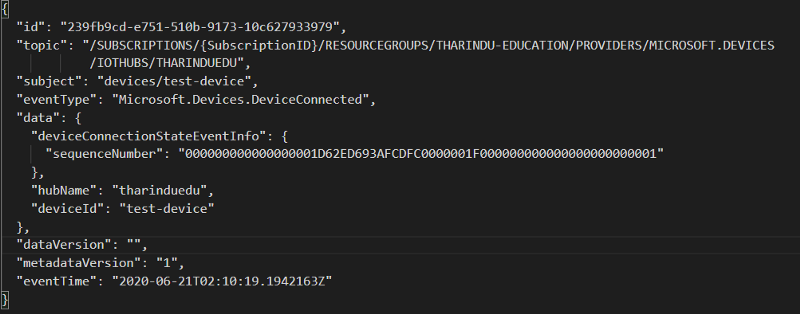 {
"id": "239fb9cd-e751-510b-9173-10c627933979",
"topic": "/SUBSCRIPTIONS/{SubscriptionID}/RESOURCEGROUPS/THARINDU-EDUCATION/PROVIDERS/MICROSOFT.DEVICES
/IOTHUBS/THARINDUEDU",
"subject": "devices/test-device",
"eventType": "Microsoft.Devices.DeviceConnected",
"data": {
"deviceConnectionStateEventInfo": {
"sequenceNumber": "000000000000000001D62ED693AFCDFC0000001F000000000000000000000001"
},
"hubName": "tharinduedu",
"deviceId": "test-device"
},
"dataVersion": "",
"metadataVersion": "1",
"eventTime": "2020-06-21T02:10:19.1942163Z"
}